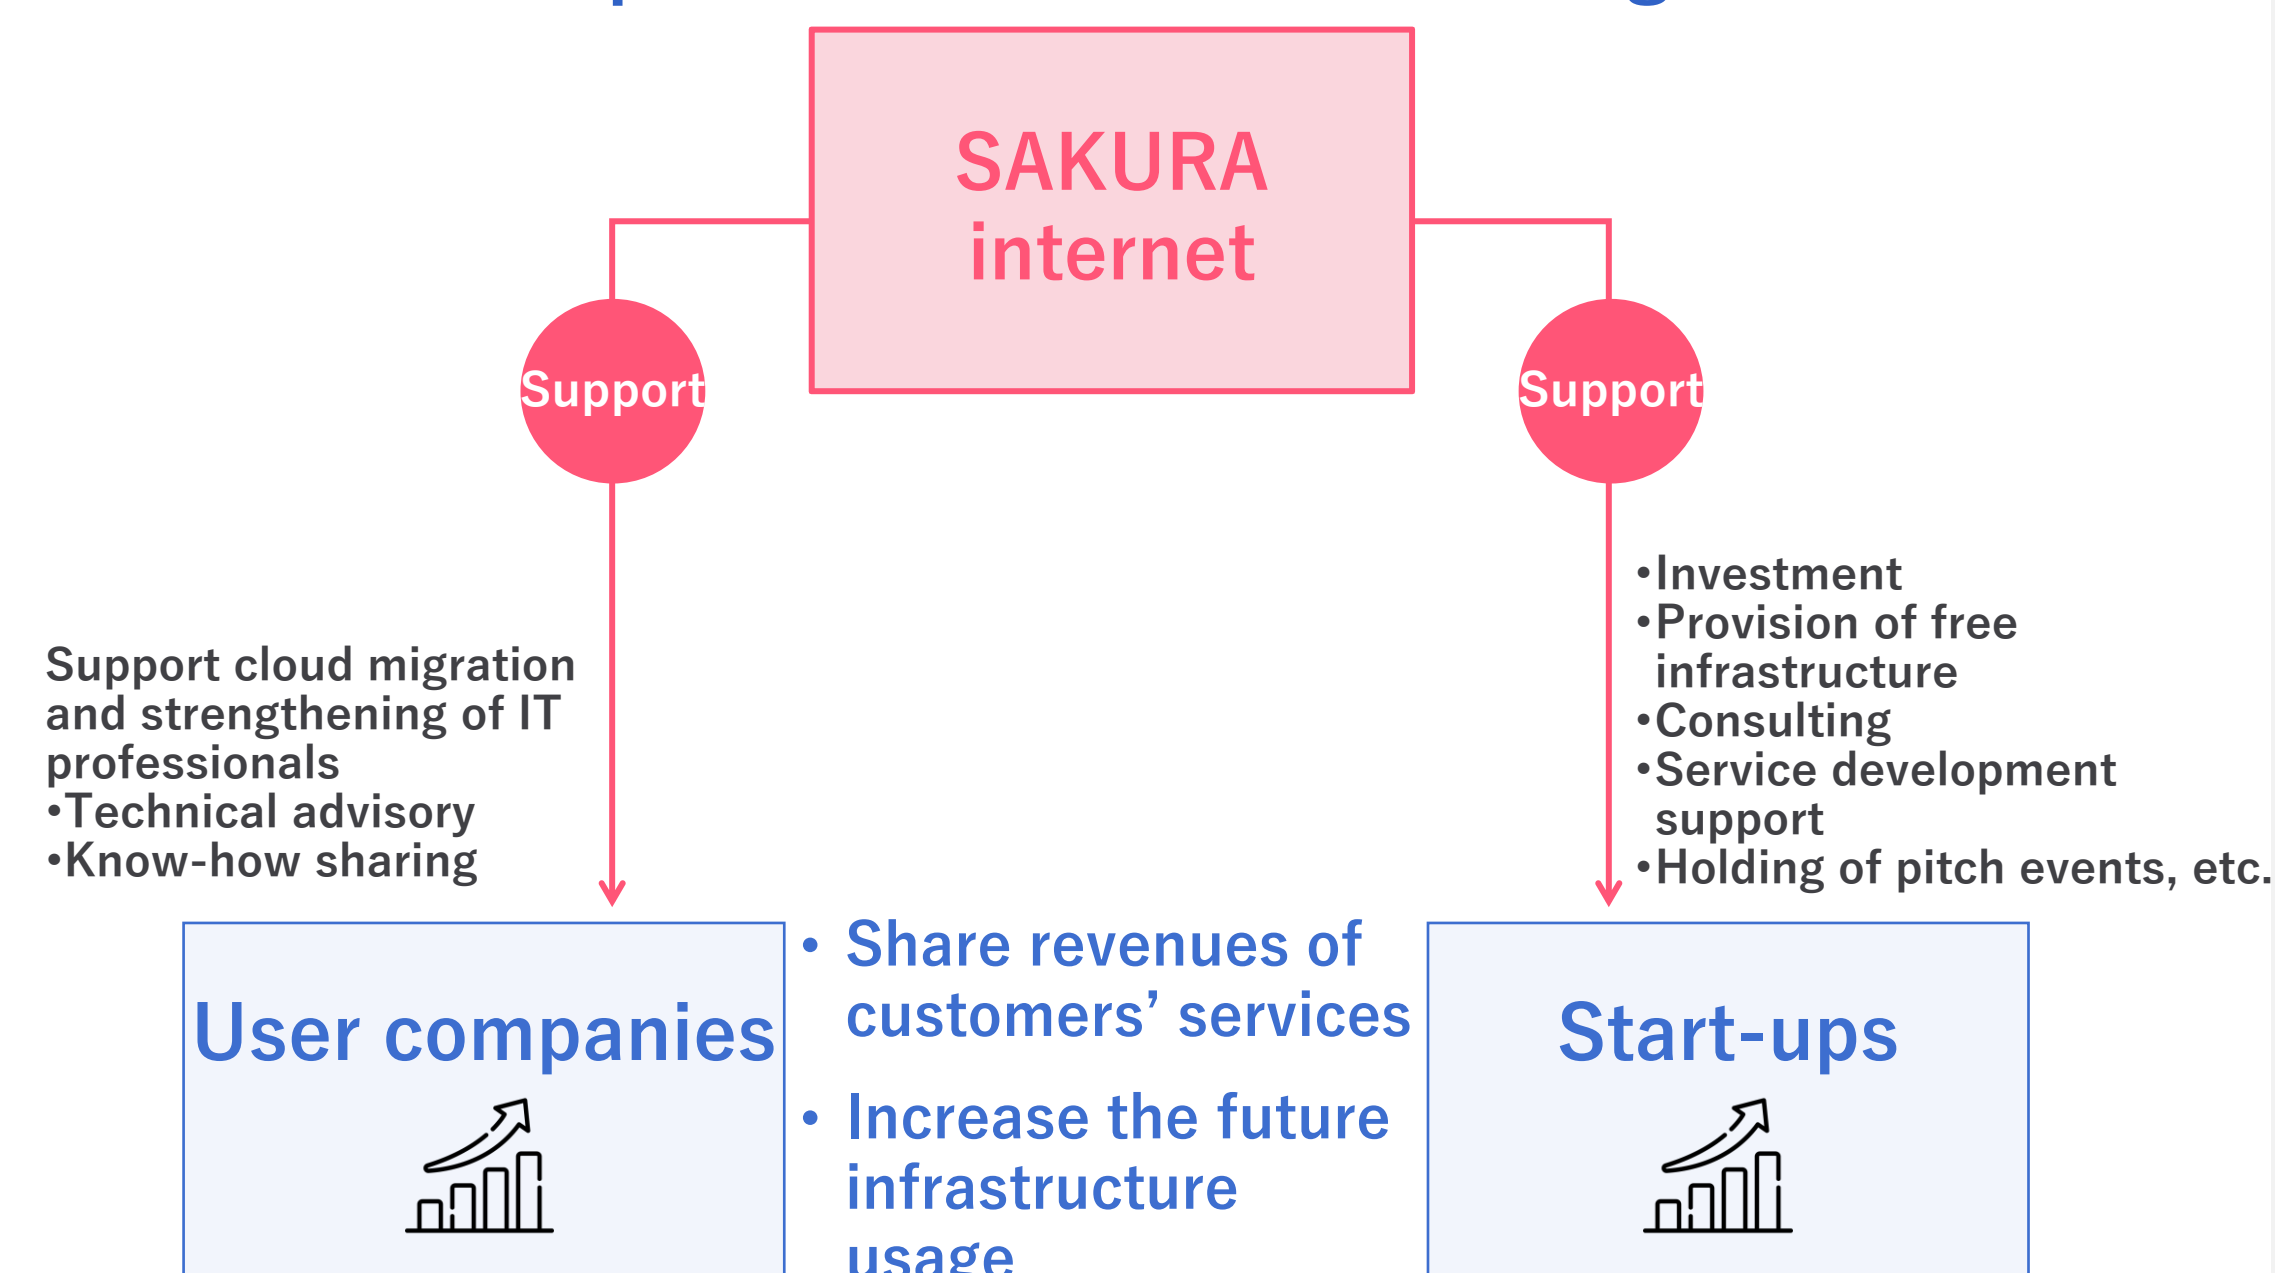 SAKURA
internet
Support
Support
•Investment
•Provision of free
infrastructure
•Consulting
•Service development
support
•Holding of pitch events, etc.
Support cloud migration
and strengthening of IT
professionals
•Technical advisory
•Know-how sharing
User companies
• Share revenues of
customers’ services
• Increase the future
infrastructure
usage
Start-ups